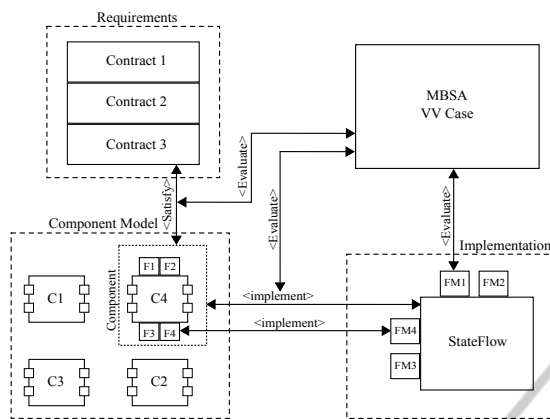 Requirements
Contract 1
Contract 2
Contract 3
MBSA
VV Case
<Evaluate>
<Satisfy>
<Evaluate>
<Evaluate>
Component Model
Implementation
Component
F1 F2
C1
C4
F3 F4
C3
C2
<implement>
<implement>
FM1
FM2
FM4
FM3
StateFlow